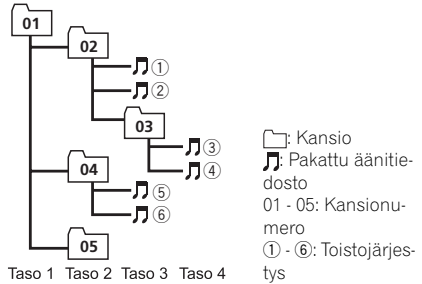 01
02
①
②
03
③
④
04
⑤
⑥
05
Taso 1 Taso 2 Taso 3 Taso 4
: Kansio
: Pakattu äänitie-
dosto
01 - 05: Kansionu-
mero
① - ⑥: Toistojärjes-
tys